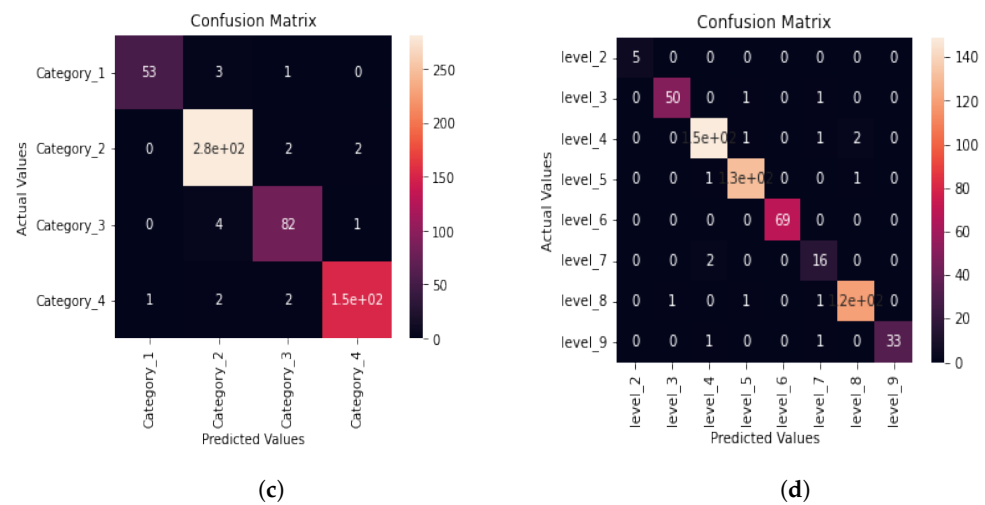 Confusion Matrix
Category_1 53 3 1 0
Category_2 0 2.8e+02 2 2
Category_3 0 4 82 1
Category_4 1 2 2 1.5e+02
Category_1 Category_2 Category_3 Category_4
Predicted Values
Actual Values
250
200
150
100
50
0
(c)
Confusion Matrix
level_2 5 0 0 0 0 0 0 0
level_3 0 50 0 1 0 1 0 0
level_4 0 0 1.5e+02 1 0 1 2 0
level_5 0 0 1 1.3e+02 0 0 1 0
level_6 0 0 0 0 69 0 0 0
level_7 0 0 2 0 0 16 0 0
level_8 0 1 0 1 0 1 1.2e+02 0
level_9 0 0 1 0 0 1 0 33
level_2 level_3 level_4 level_5 level_6 level_7 level_8 level_9
Predicted Values
Actual Values
140
120
100
80
60
40
20
0
(d)